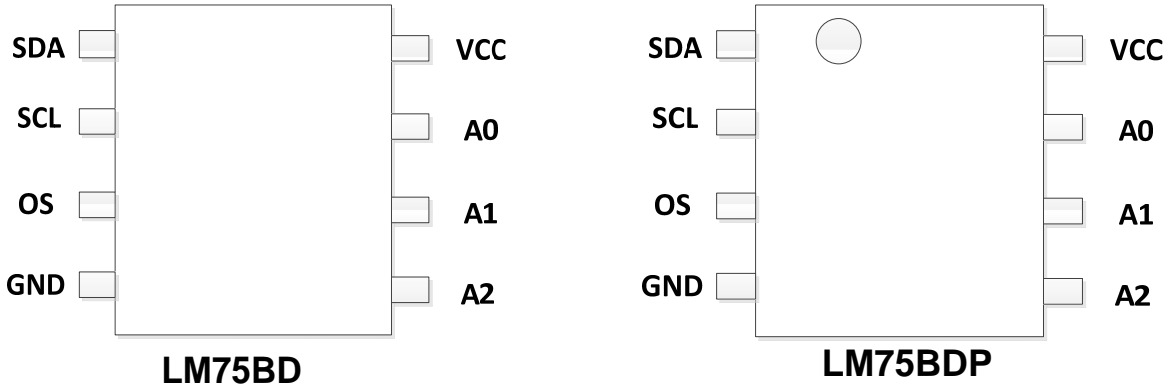 SDA
VCC
SCL
A0
OS
A1
GND
A2
LM75BD
SDA
VCC
SCL
A0
OS
A1
GND
A2
LM75BDP